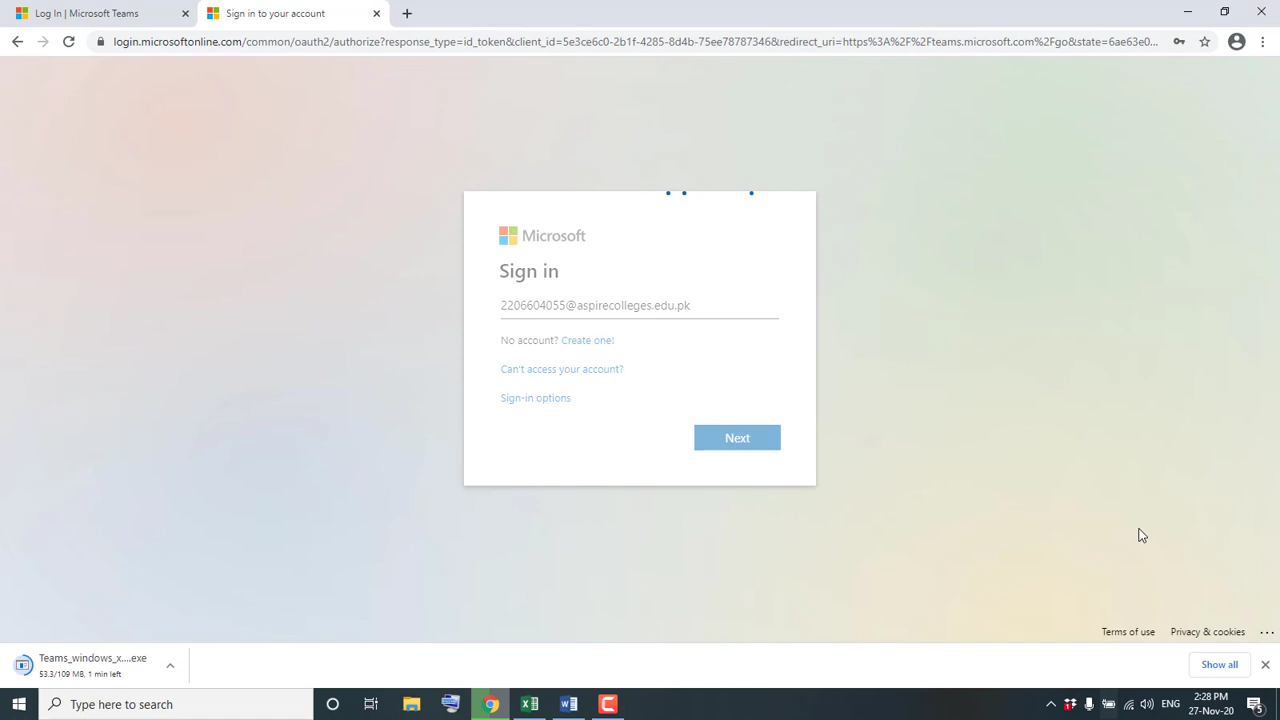 Log In | Microsoft Teams
Sign in to your account
login.microsoftonline.com/common/oauth2/authorize?response_type=id_token&client_id=5e3ce6c0-2b1f-4285-8d4b-75ee78787346&redirect_uri=https%3A%2F%2Fteams.microsoft.com%2Fgo&state=6ae63e0...
Microsoft
Sign in
2206604055@aspirecolleges.edu.pk
No account? Create one!
Can't access your account?
Sign-in options
Next
Terms of use
Privacy & cookies
Teams_windows_x....exe
53.3/109 MB, 1 min left
Show all
Type here to search
ENG
2:28 PM
27-Nov-20
5